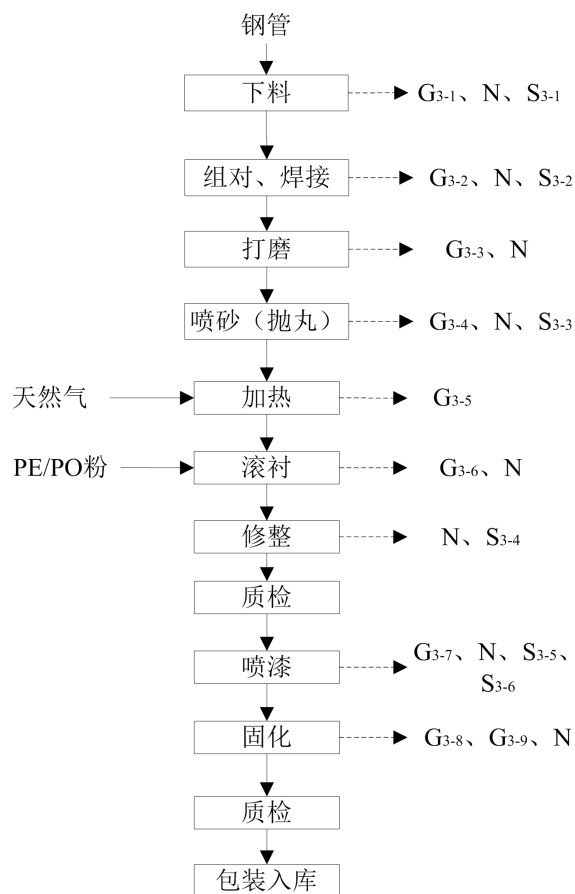 钢管
下料
G3-1、N、S3-1
组对、焊接
G3-2、N、S3-2
打磨
G3-3、N
喷砂（抛丸）
G3-4、N、S3-3
天然气
加热
G3-5
PE/PO粉
滚衬
G3-6、N
修整
N、S3-4
质检
喷漆
G3-7、N、S3-5、
S3-6
固化
G3-8、G3-9、N
质检
包装入库